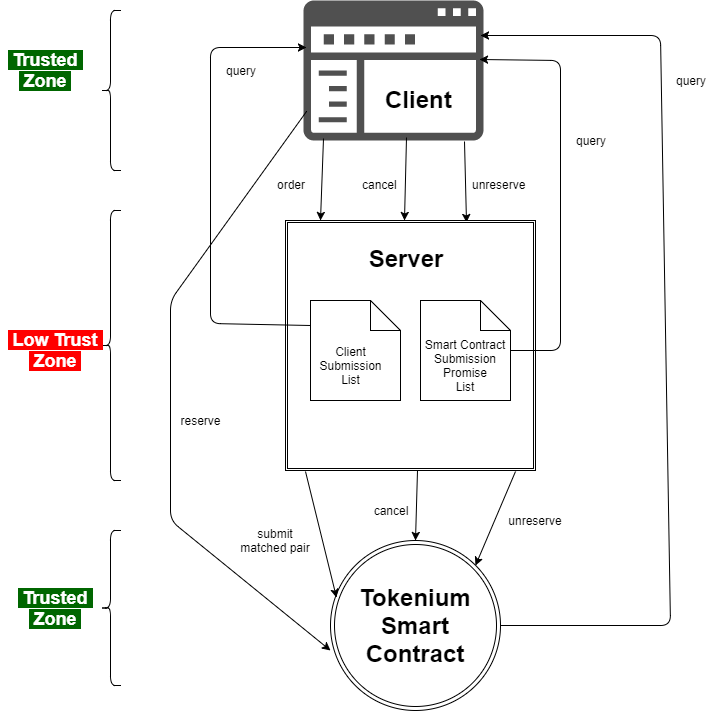 Trusted
Zone
query
Client
query
query
order
cancel
unreserve
Server
Low Trust
Zone
Client
Submission
List
Smart Contract
Submission
Promise
List
reserve
submit
matched pair
cancel
unreserve
Trusted
Zone
Tokenium
Smart
Contract